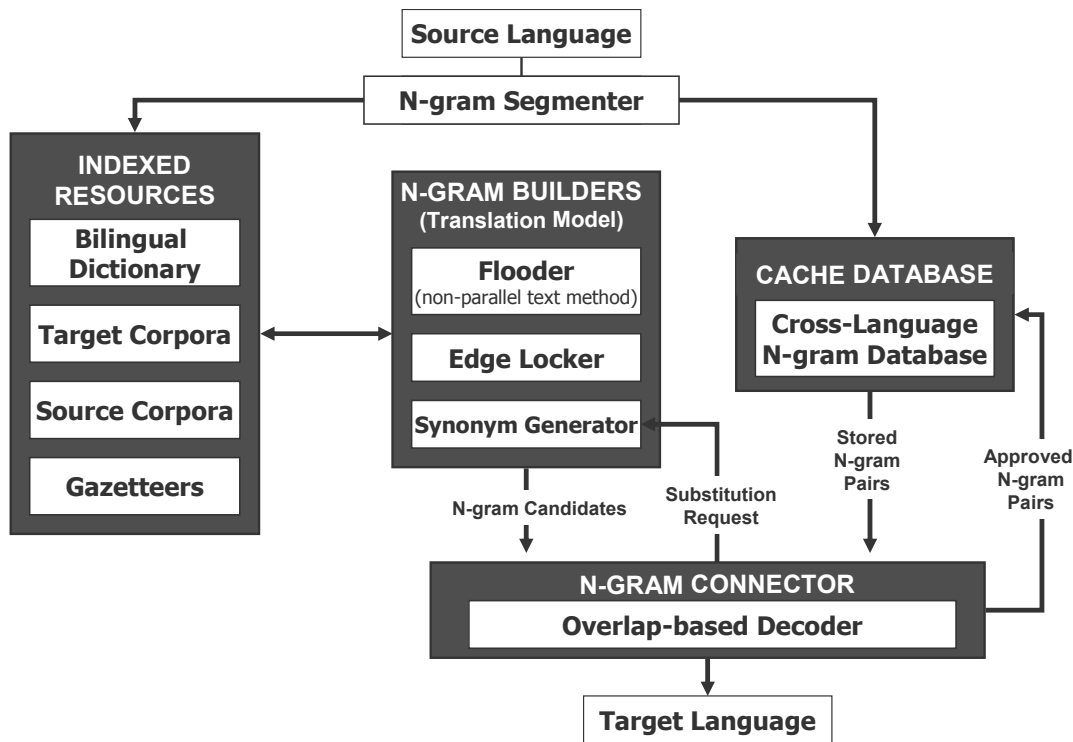 Source Language
N-gram Segmenter
INDEXED
RESOURCES
Bilingual
Dictionary
Target Corpora
Source Corpora
Gazetteers
N-GRAM BUILDERS
(Translation Model)
Flooder
(non-parallel text method)
Edge Locker
Synonym Generator
CACHE DATABASE
Cross-Language
N-gram Database
N-gram Candidates
Substitution
Request
Stored
N-gram
Pairs
Approved
N-gram
Pairs
N-GRAM CONNECTOR
Overlap-based Decoder
Target Language